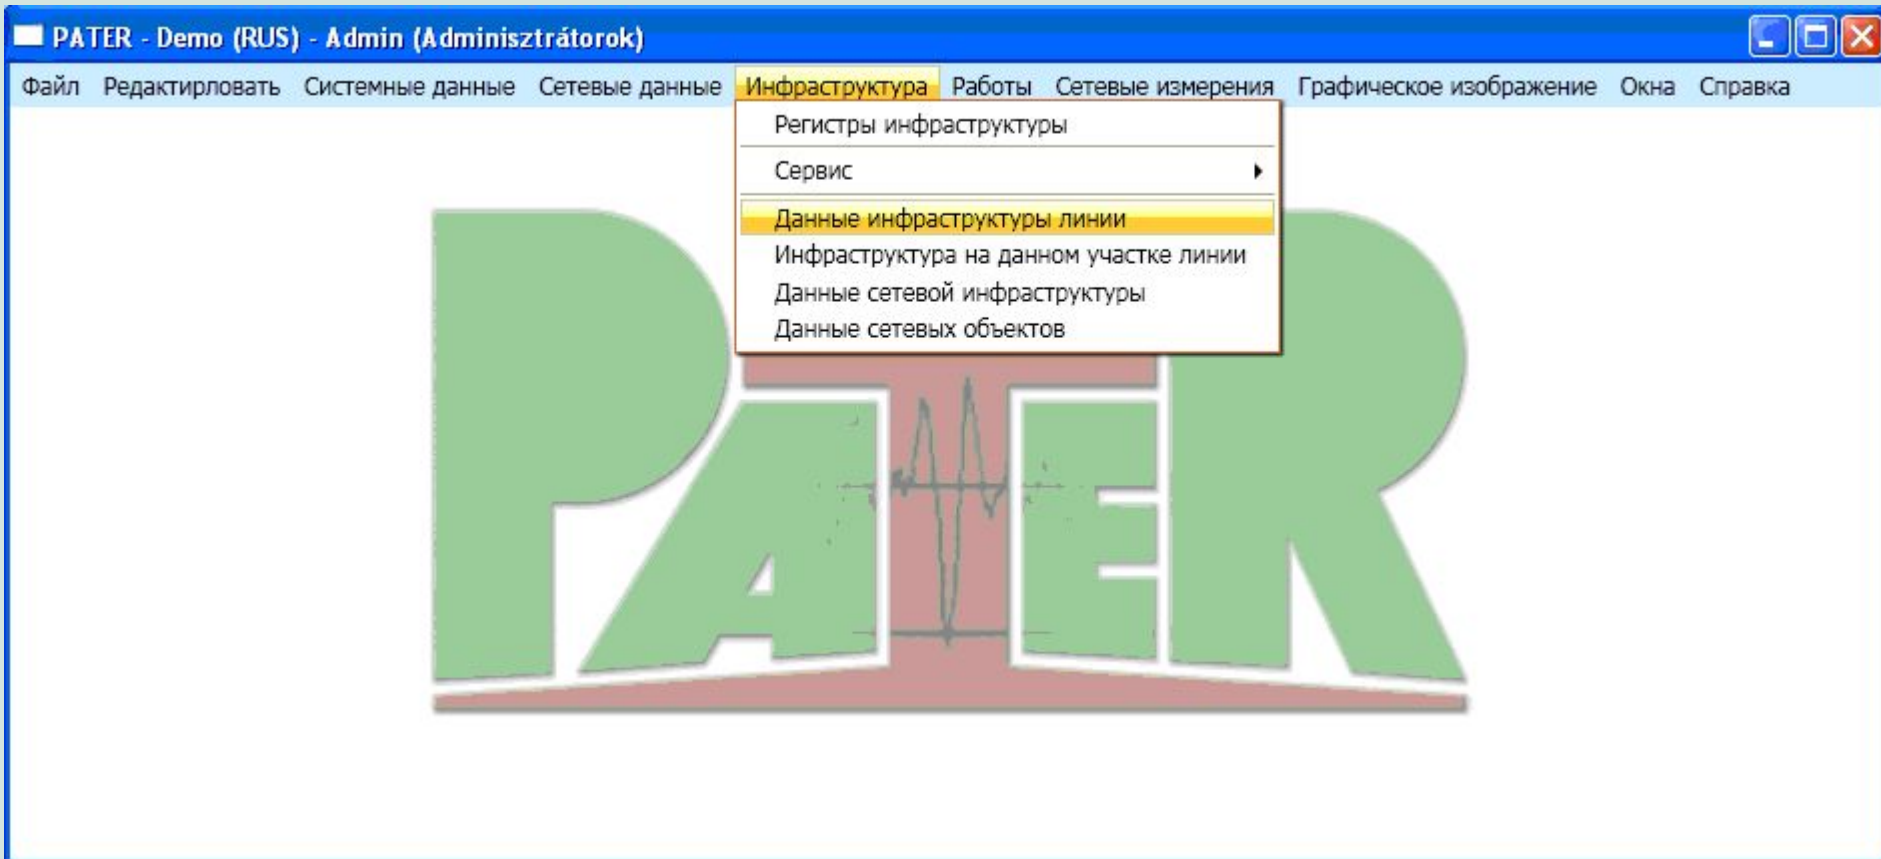 PATER - Demo (RUS) - Admin (Adminisztrátorok)
Файл Редактирловать Системные данные Сетевые данные Инфраструктура Работы Сетевые измерения Графическое изображение Окна Справка
Регистры инфраструктуры
Сервис
Данные инфраструктуры линии
Инфраструктура на данном участке линии
Данные сетевой инфраструктуры
Данные сетевых объектов
PATER